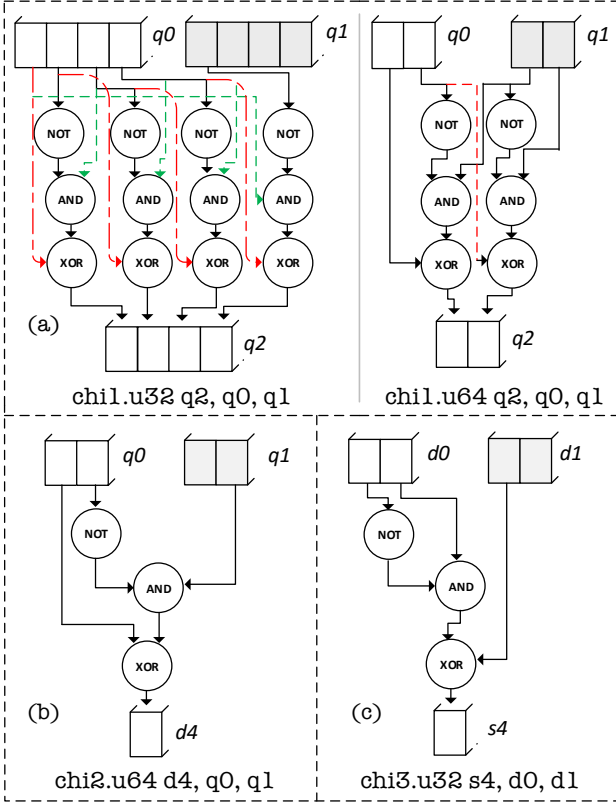 q0 q1 q0 q1
NOT NOT NOT NOT NOT NOT
AND AND AND AND AND AND
XOR XOR XOR XOR XOR XOR
(a) q2 q2
chi1.u32 q2, q0, q1 chi1.u64 q2, q0, q1
q0 q1
NOT
AND
XOR
(b) d4
chi2.u64 d4, q0, q1
d0 d1
NOT
AND
XOR
(c) s4
chi3.u32 s4, d0, d1